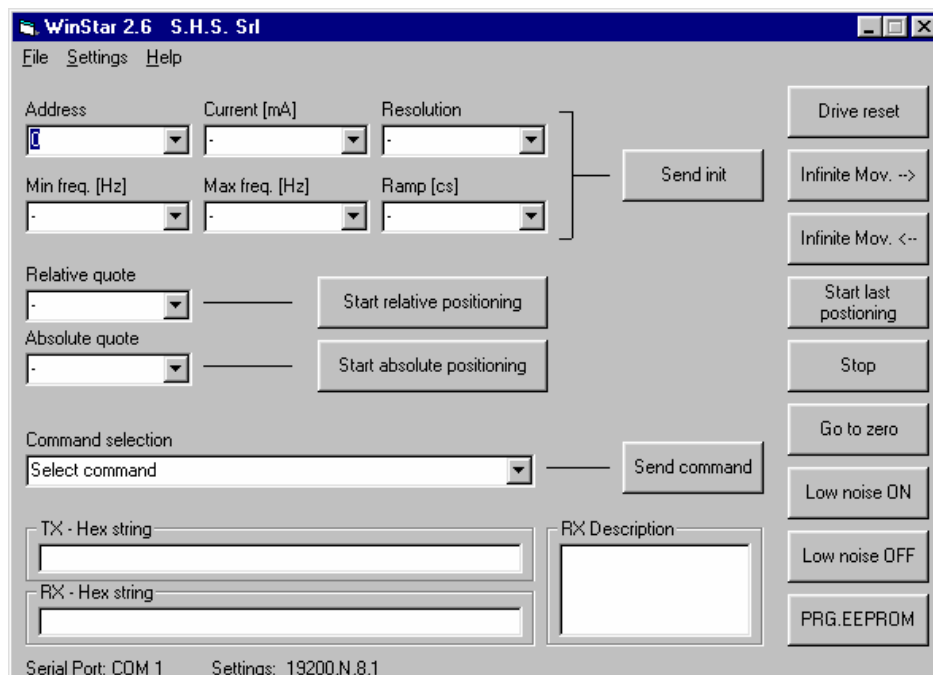 WinStar 2.6 S.H.S. Srl
File Settings Help
Address
Current [mA]
Resolution
0
-
-
Min freq. [Hz]
Max freq. [Hz]
Ramp [cs]
-
-
-
Send init
Relative quote
-
Start relative positioning
Absolute quote
-
Start absolute positioning
Command selection
Select command
Send command
TX - Hex string
RX - Hex string
RX Description
Drive reset
Infinite Mov. -->
Infinite Mov. <--
Start last
postioning
Stop
Go to zero
Low noise ON
Low noise OFF
PRG.EEPROM
Serial Port: COM 1 Settings: 19200,N,8,1